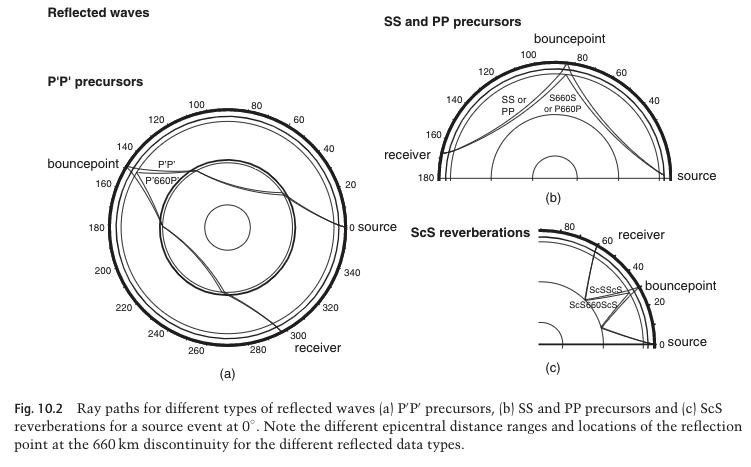 Reflected waves
P'P' precursors
100
80
120
60
140
40
bouncepoint
P'P'
160
P'660P'
20
180
0 source
200
340
220
320
240
300
260
280
receiver
(a)
SS and PP precursors
bouncepoint
100
80
120
60
140
SS or
PP
S660S
or P660P
40
160
receiver
180
source
(b)
ScS reverberations
80
60
receiver
40
ScSScS
bouncepoint
ScS660ScS
20
0 source
(c)
Fig. 10.2 Ray paths for different types of reflected waves (a) P′P′ precursors, (b) SS and PP precursors and (c) ScS
reverberations for a source event at 0°. Note the different epicentral distance ranges and locations of the reflection
point at the 660 km discontinuity for the different reflected data types.